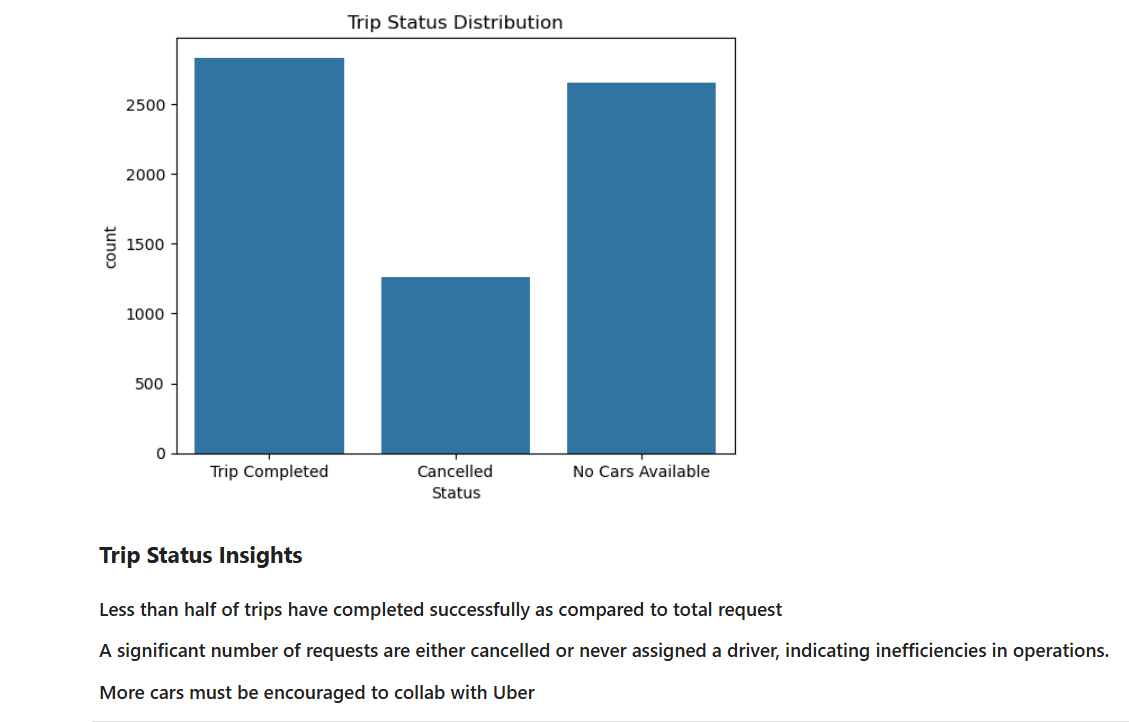 Trip Status Distribution
2500
2000
1500
1000
500
0
count
Trip Completed
Cancelled
No Cars Available
Status
Trip Status Insights
Less than half of trips have completed successfully as compared to total request
A significant number of requests are either cancelled or never assigned a driver, indicating inefficiencies in operations.
More cars must be encouraged to collab with Uber